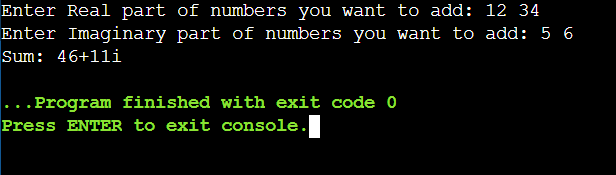 Enter Real part of numbers you want to add: 12 34
Enter Imaginary part of numbers you want to add: 5 6
Sum: 46+11i
...Program finished with exit code 0
Press ENTER to exit console.